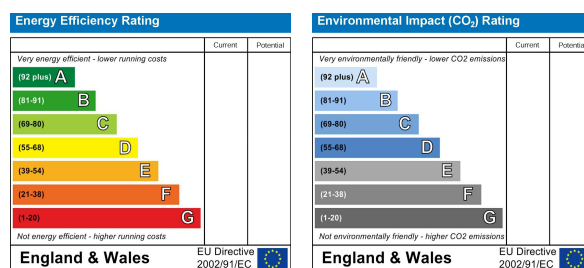 Energy Efficiency Rating
Current Potential
Very energy efficient - lower running costs
(92 plus) A
(81-91) B
(69-80) C
(55-68) D
(39-54) E
(21-38) F
(1-20) G
Not energy efficient - higher running costs
England & Wales
EU Directive
2002/91/EC
Environmental Impact (CO₂) Rating
Current Potential
Very environmentally friendly - lower CO2 emissions
(92 plus) A
(81-91) B
(69-80) C
(55-68) D
(39-54) E
(21-38) F
(1-20) G
Not environmentally friendly - higher CO2 emissions
England & Wales
EU Directive
2002/91/EC